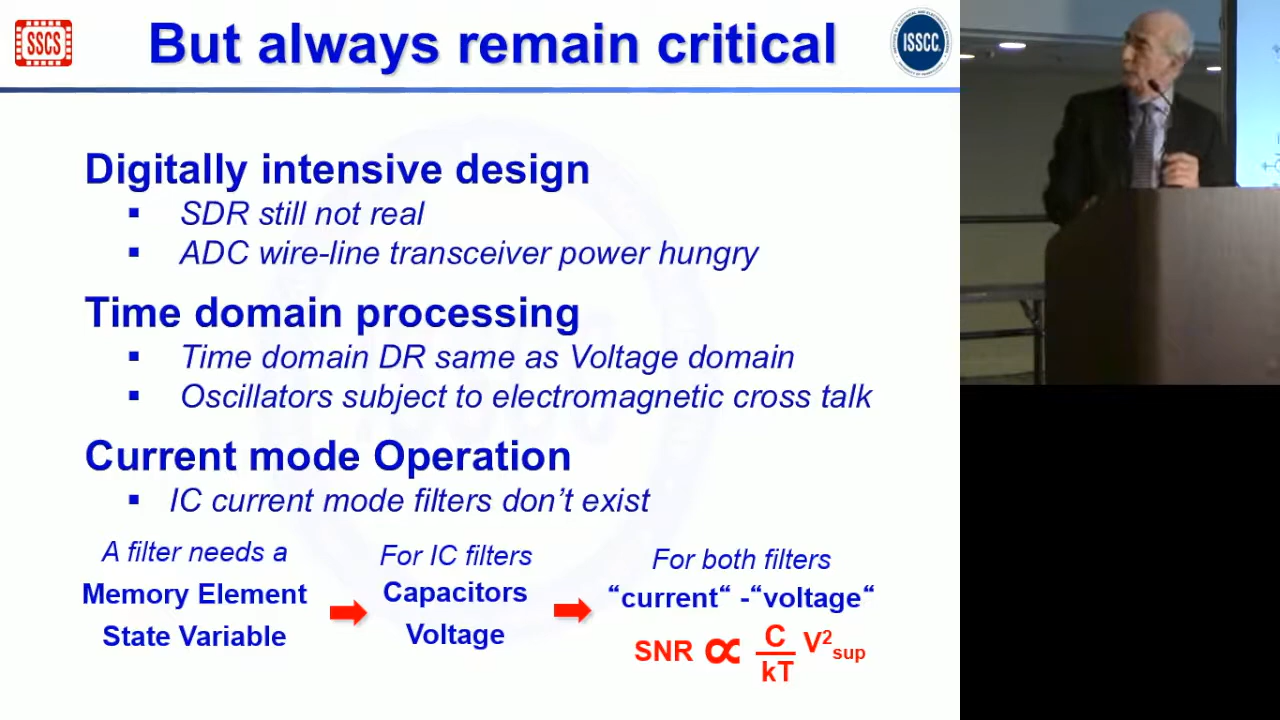 SSCS
But always remain critical
ISSCC
Digitally intensive design
▪ SDR still not real
▪ ADC wire-line transceiver power hungry
Time domain processing
▪ Time domain DR same as Voltage domain
▪ Oscillators subject to electromagnetic cross talk
Current mode Operation
▪ IC current mode filters don’t exist
A filter needs a
Memory Element
State Variable
For IC filters
Capacitors
Voltage
For both filters
“current“ -“voltage“
SNR ∝ C/kT V²sup